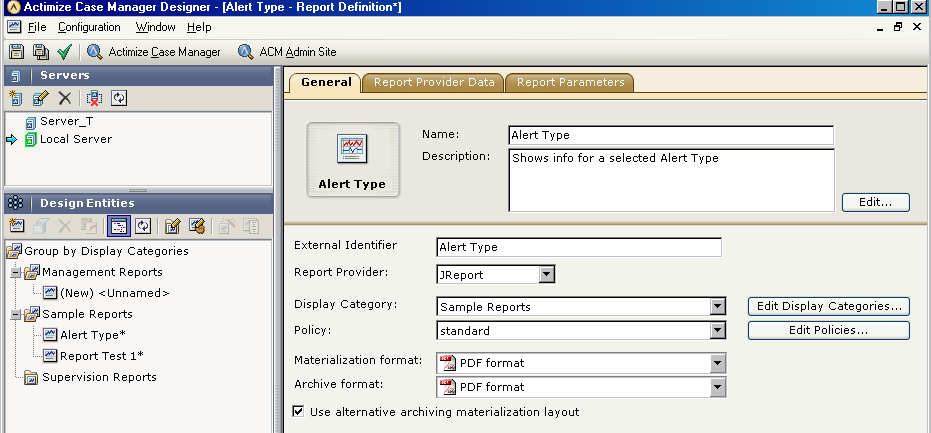 Actimize Case Manager Designer - [Alert Type - Report Definition*]
File Configuration Window Help
Actimize Case Manager ACM Admin Site
Servers
Server_T
Local Server
Design Entities
Group by Display Categories
Management Reports
(New) <Unnamed>
Sample Reports
Alert Type*
Report Test 1*
Supervision Reports
General Report Provider Data Report Parameters
Alert Type
Name: Alert Type
Description: Shows info for a selected Alert Type
Edit...
External Identifier Alert Type
Report Provider: JReport
Display Category: Sample Reports Edit Display Categories...
Policy: standard Edit Policies...
Materialization format: PDF format
Archive format: PDF format
Use alternative archiving materialization layout